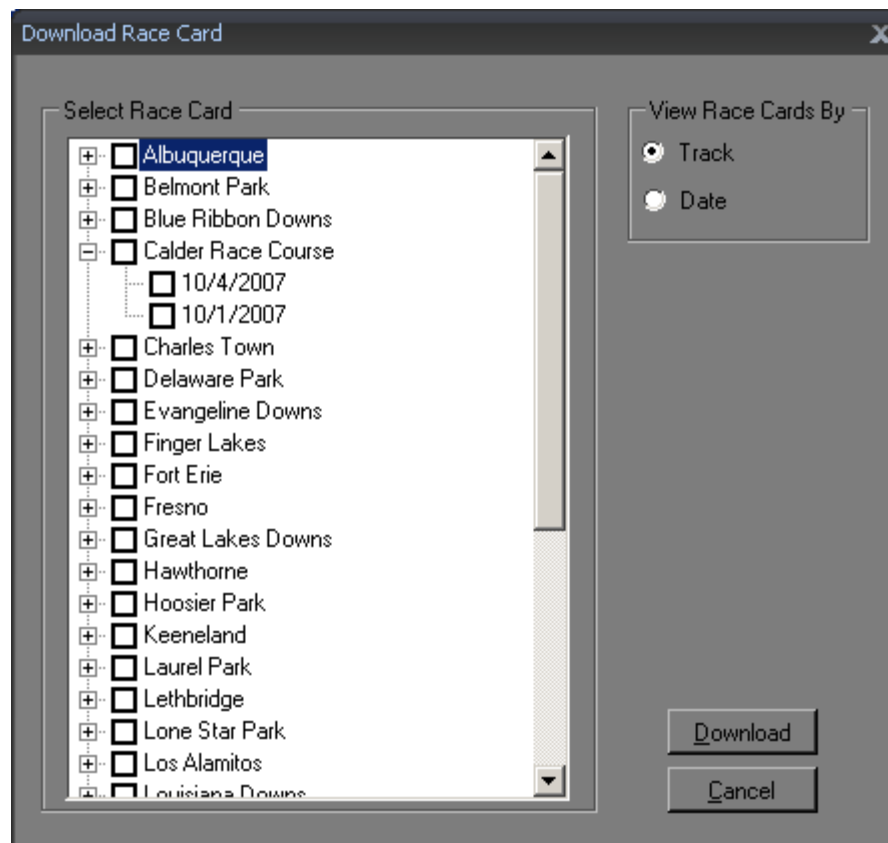 Download Race Card
X
Select Race Card
Albuquerque
Belmont Park
Blue Ribbon Downs
Calder Race Course
10/4/2007
10/1/2007
Charles Town
Delaware Park
Evangeline Downs
Finger Lakes
Fort Erie
Fresno
Great Lakes Downs
Hawthorne
Hoosier Park
Keeneland
Laurel Park
Lethbridge
Lone Star Park
Los Alamitos
Louisiana Downs
View Race Cards By
Track
Date
Download
Cancel